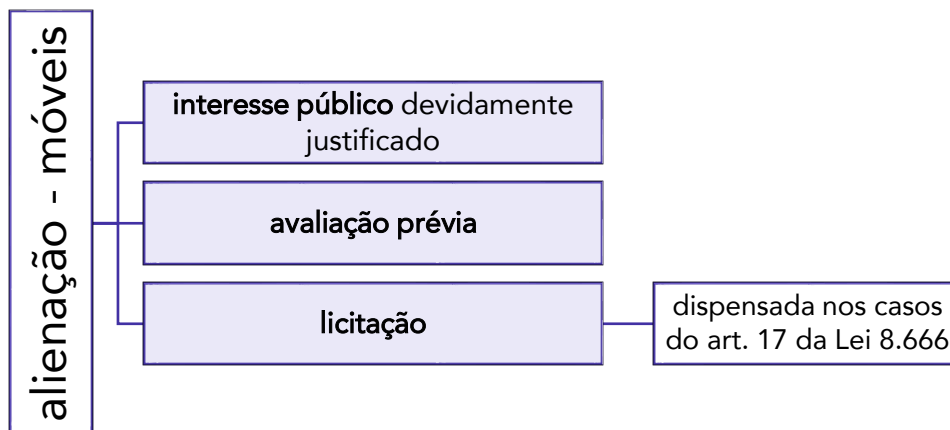 alienação - móveis
interesse público devidamente
justificado
avaliação prévia
licitação
dispensada nos casos
do art. 17 da Lei 8.666